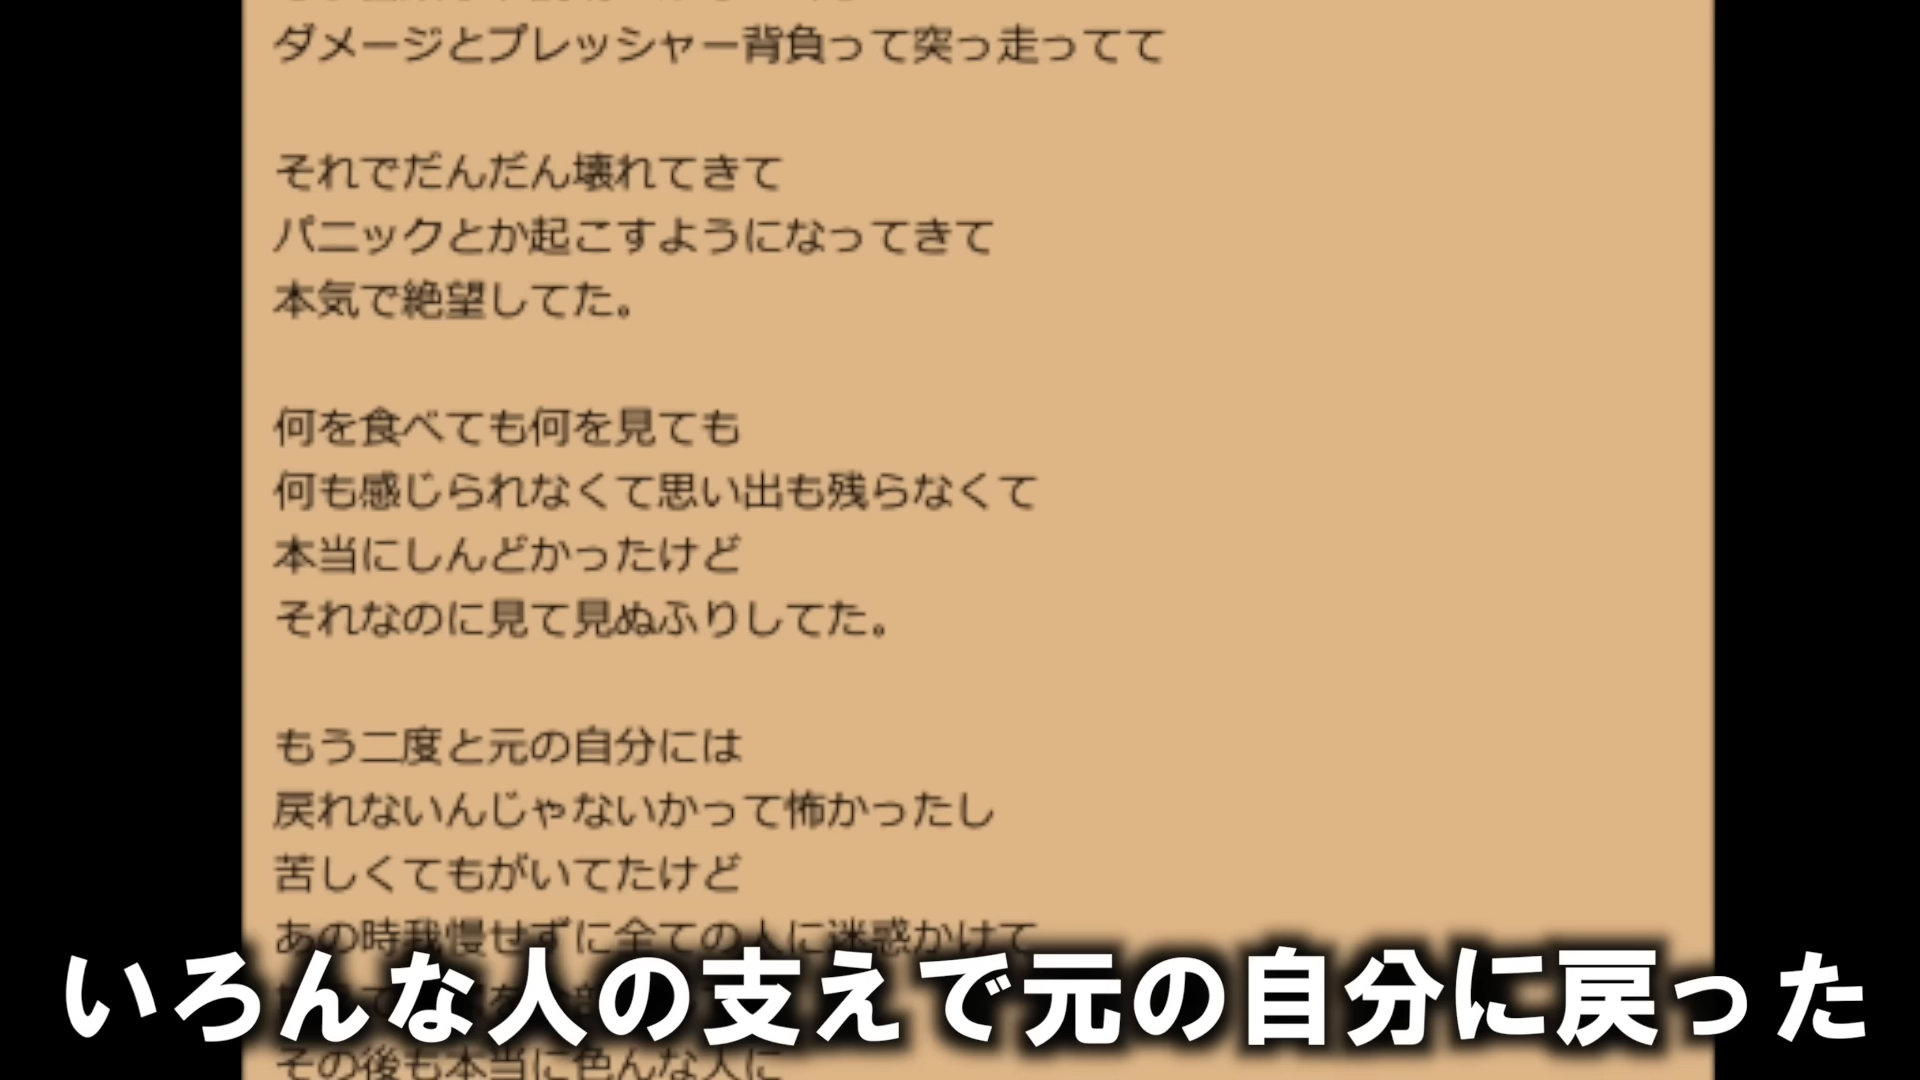 ダメージとプレッシャー背負って突っ走ってて
それでだんだん壊れてきて
パニックとか起こすようになってきて
本気で絶望してた。
何を食べても何を見ても
何も感じられなくて思い出も残らなくて
本当にしんどかったけど
それなのに見て見ぬふりしてた。
もう二度と元の自分には
戻れないんじゃないかって怖かったし
苦しくてもがいてたけど
あの時我慢せずに全ての人に迷惑かけて
いろんな人の支えで元の自分に戻った
その後も本当に色んな人に